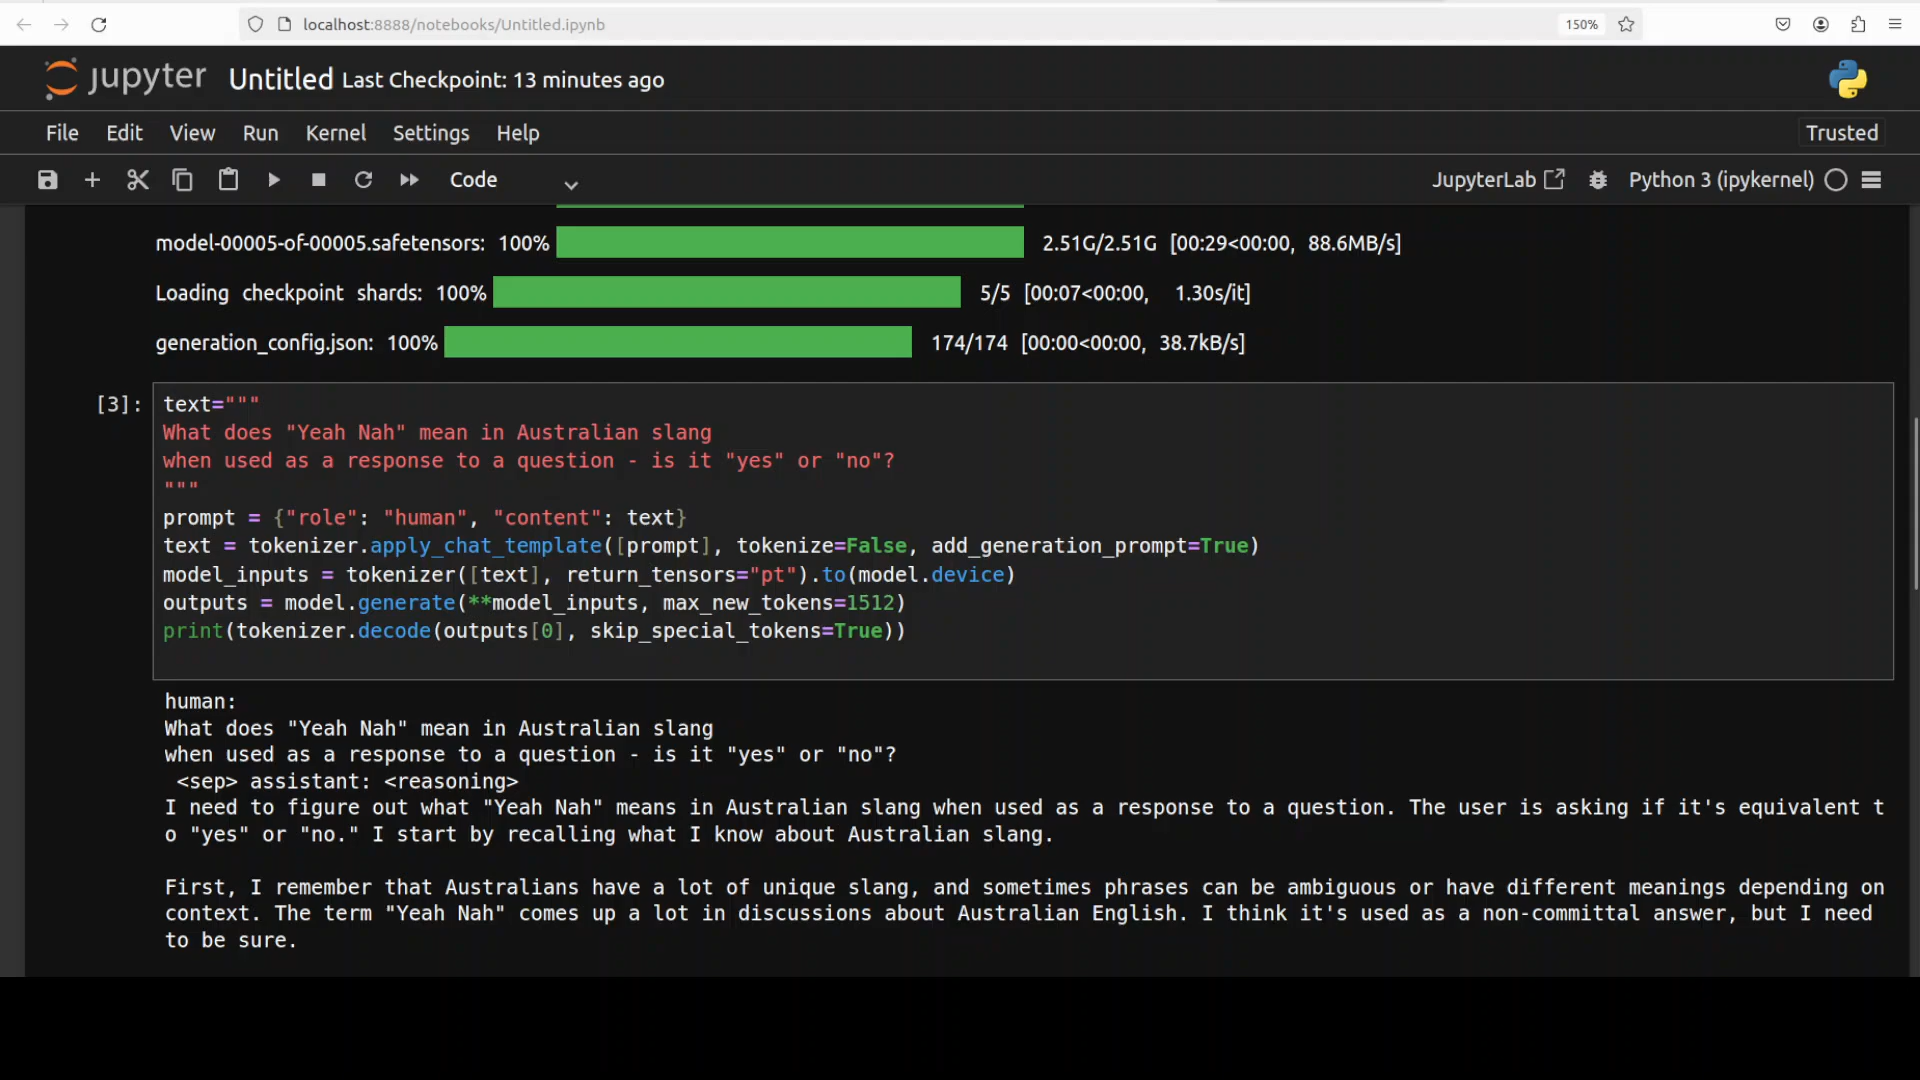 localhost:8888/notebooks/Untitled.ipynb 150%
jupyter Untitled Last Checkpoint: 13 minutes ago
File Edit View Run Kernel Settings Help Trusted
Code JupyterLab Python 3 (ipykernel)
model-00005-of-00005.safetensors: 100% 2.51G/2.51G [00:29<00:00, 88.6MB/s]
Loading checkpoint shards: 100% 5/5 [00:07<00:00, 1.30s/it]
generation_config.json: 100% 174/174 [00:00<00:00, 38.7kB/s]
[3]: text="""
What does "Yeah Nah" mean in Australian slang
when used as a response to a question - is it "yes" or "no"?
"""
prompt = {"role": "human", "content": text}
text = tokenizer.apply_chat_template([prompt], tokenize=False, add_generation_prompt=True)
model_inputs = tokenizer([text], return_tensors="pt").to(model.device)
outputs = model.generate(**model_inputs, max_new_tokens=1512)
print(tokenizer.decode(outputs[0], skip_special_tokens=True))
human:
What does "Yeah Nah" mean in Australian slang
when used as a response to a question - is it "yes" or "no"?
<sep> assistant: <reasoning>
I need to figure out what "Yeah Nah" means in Australian slang when used as a response to a question. The user is asking if it's equivalent t
o "yes" or "no." I start by recalling what I know about Australian slang.
First, I remember that Australians have a lot of unique slang, and sometimes phrases can be ambiguous or have different meanings depending on
context. The term "Yeah Nah" comes up a lot in discussions about Australian English. I think it's used as a non-committal answer, but I need
to be sure.